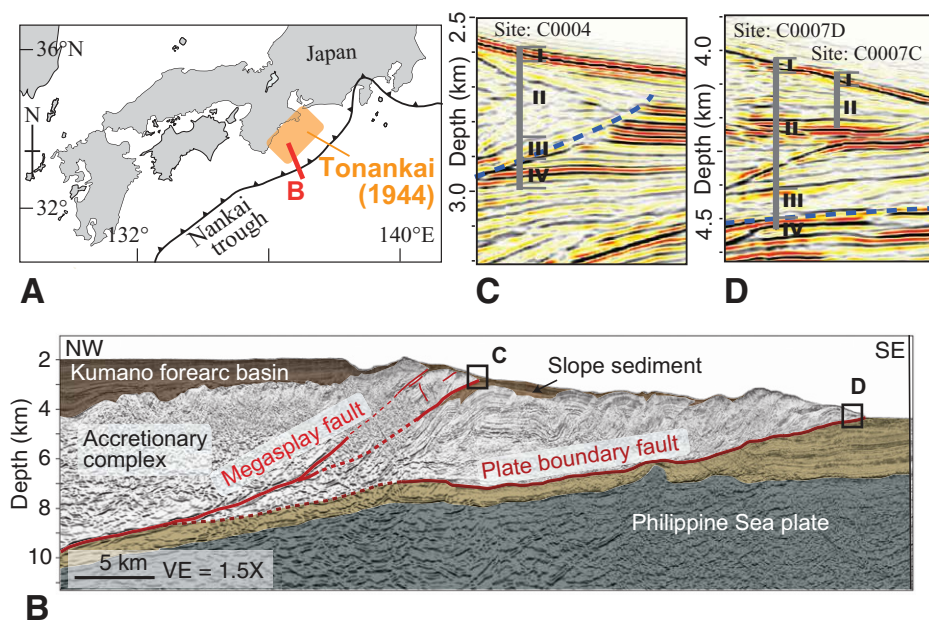 36°N
Japan
N
Tonankai
(1944)
B
32°
Nankai
trough
132°
140°E
A
2.5
Site: C0004
I
II
III
IV
Depth (km)
3.0
C
4.0
Site: C0007D
Site: C0007C
I
I
II
II
III
IV
Depth (km)
4.5
D
NW
SE
2
Kumano forearc basin
C
Slope sediment
D
4
Accretionary
complex
Megasplay fault
Plate boundary fault
6
Depth (km)
8
Philippine Sea plate
10
5 km
VE = 1.5X
B